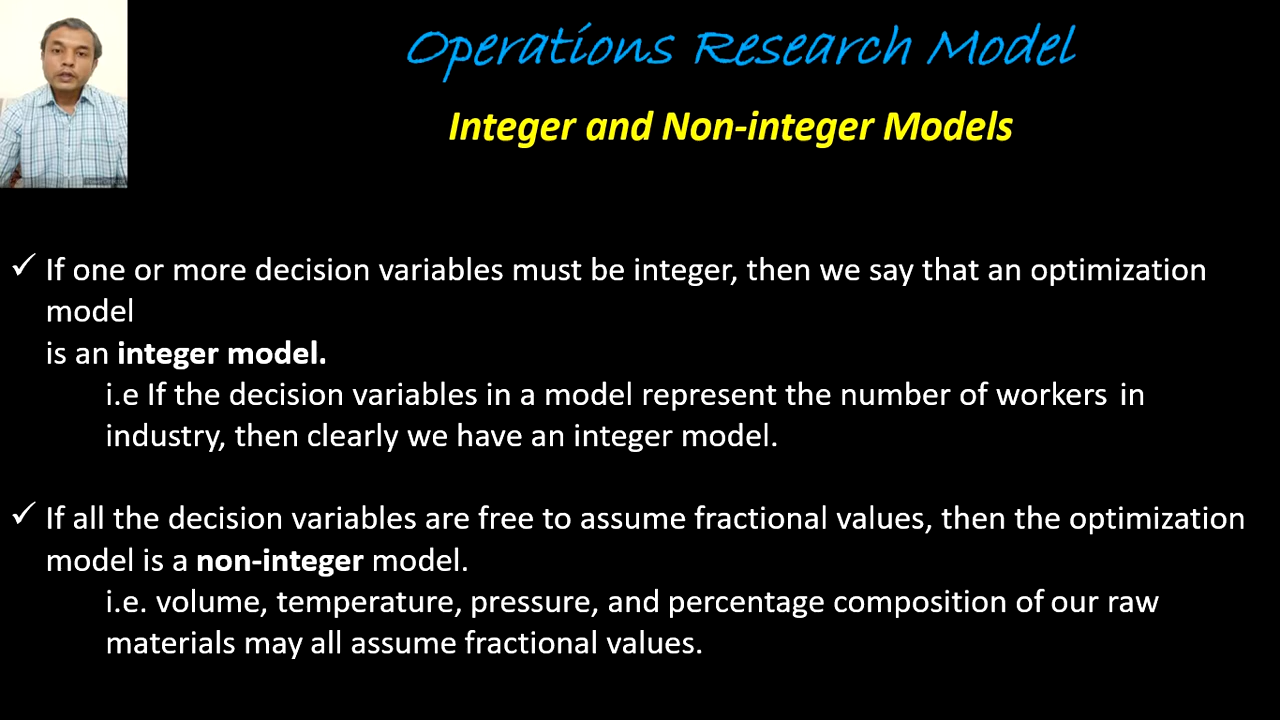 Operations Research Model
Integer and Non-integer Models
✓ If one or more decision variables must be integer, then we say that an optimization
model
is an integer model.
i.e If the decision variables in a model represent the number of workers in
industry, then clearly we have an integer model.
✓ If all the decision variables are free to assume fractional values, then the optimization
model is a non-integer model.
i.e. volume, temperature, pressure, and percentage composition of our raw
materials may all assume fractional values.